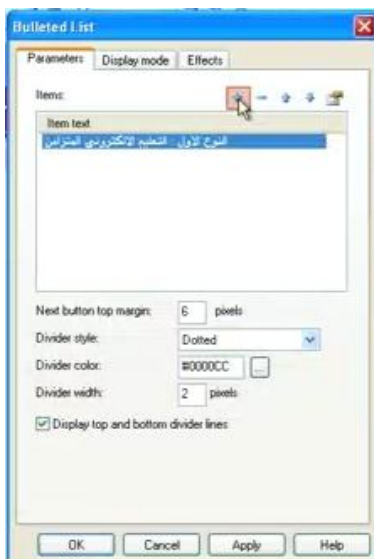 Bulleted List
Parameters Display mode Effects
Items:
Item text
النوع الأول : التعليم الالكتروني المتزامن
Next button top margin: 6 pixels
Divider style: Dotted
Divider color: #0000CC ...
Divider width: 2 pixels
Display top and bottom divider lines
OK Cancel Apply Help